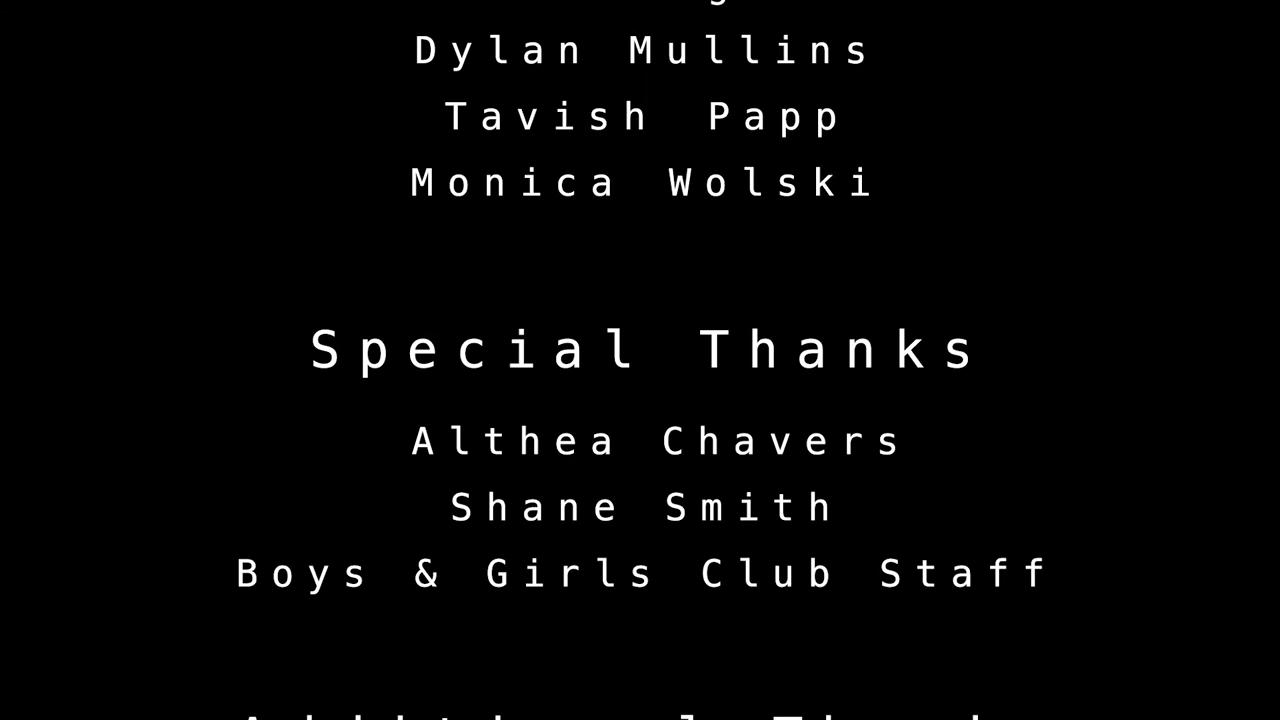 Dylan Mullins
Tavish Papp
Monica Wolski
Special Thanks
Althea Chavers
Shane Smith
Boys & Girls Club Staff